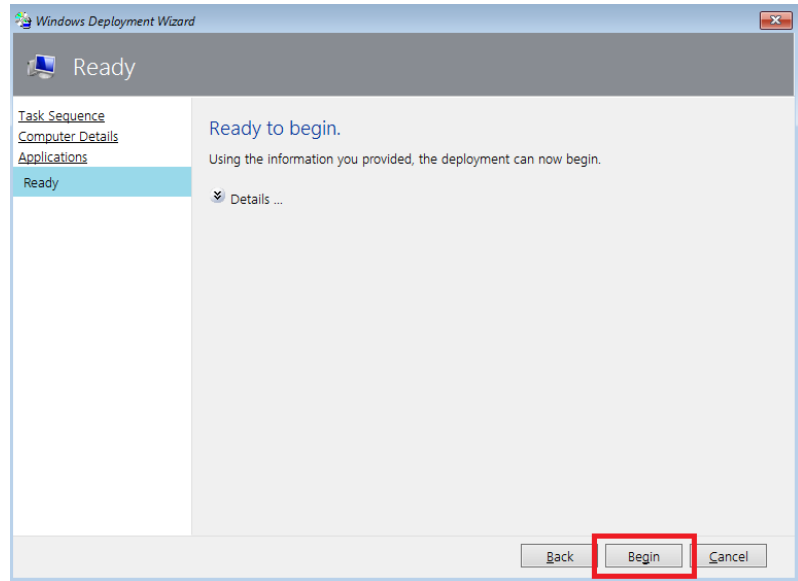 Windows Deployment Wizard
Ready
Task Sequence
Computer Details
Applications
Ready
Ready to begin.
Using the information you provided, the deployment can now begin.
Details ...
Back
Begin
Cancel